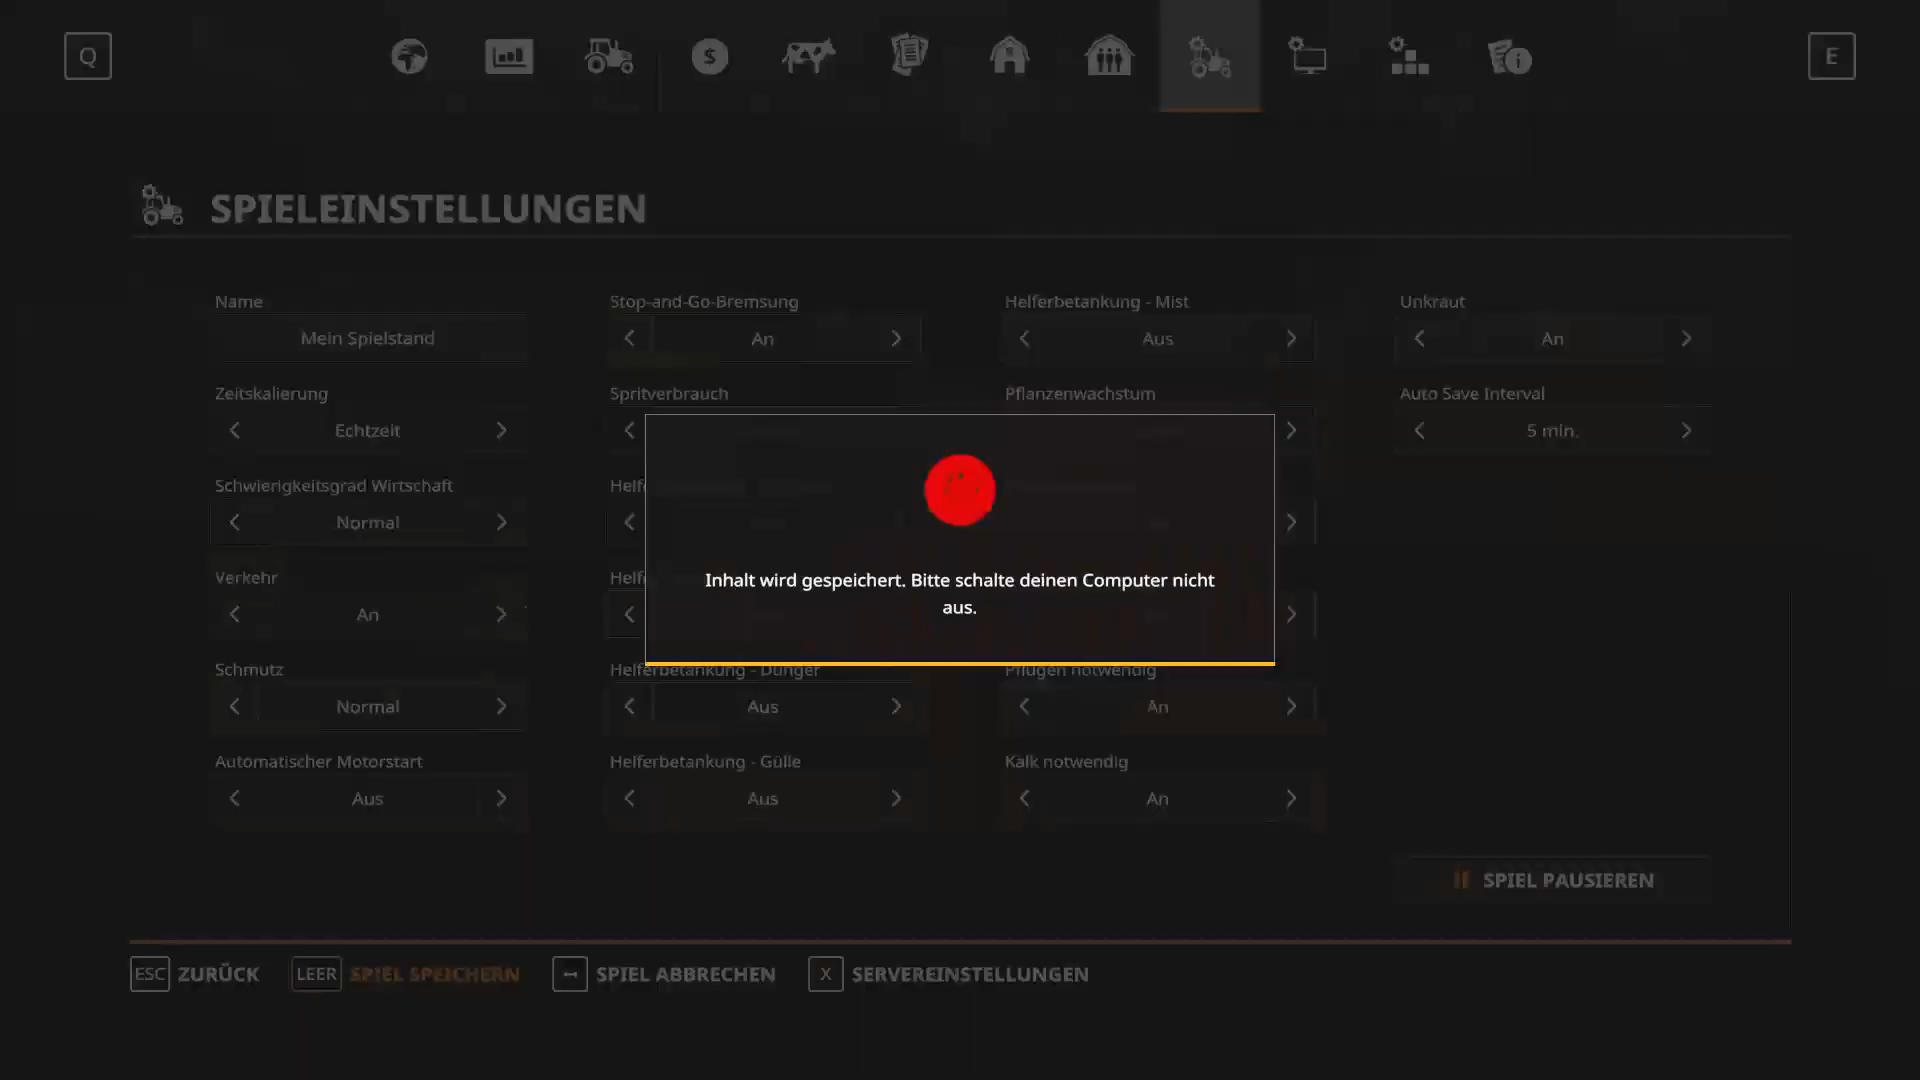 Q
E
SPIELEINSTELLUNGEN
Name
Mein Spielstand
Stop-and-Go-Bremsung
An
Helferbetankung - Mist
Aus
Unkraut
An
Zeitskalierung
Echtzeit
Spritverbrauch
Pflanzenwachstum
Auto Save Interval
5 min.
Schwierigkeitsgrad Wirtschaft
Normal
Verkehr
An
Inhalt wird gespeichert. Bitte schalte deinen Computer nicht
aus.
Schmutz
Normal
Helferbetankung - Dünger
Aus
Pflügen notwendig
An
Automatischer Motorstart
Aus
Helferbetankung - Gülle
Aus
Kalk notwendig
An
SPIEL PAUSIEREN
ESC ZURÜCK LEER SPIEL SPEICHERN SPIEL ABBRECHEN X SERVEREINSTELLUNGEN